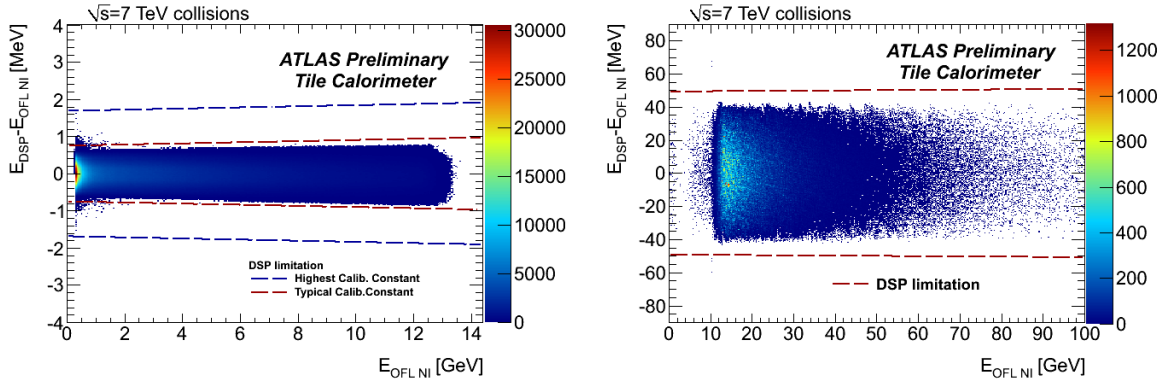 √s=7 TeV collisions
E_DSP-E_OFL NI [MeV]
4
3
2
1
0
-1
-2
-3
-4
ATLAS Preliminary
Tile Calorimeter
DSP limitation
Highest Calib. Constant
Typical Calib.Constant
0 2 4 6 8 10 12 14
E_OFL NI [GeV]
30000
25000
20000
15000
10000
5000
0
√s=7 TeV collisions
E_DSP-E_OFL NI [MeV]
80
60
40
20
0
-20
-40
-60
-80
ATLAS Preliminary
Tile Calorimeter
DSP limitation
0 10 20 30 40 50 60 70 80 90 100
E_OFL NI [GeV]
1200
1000
800
600
400
200
0